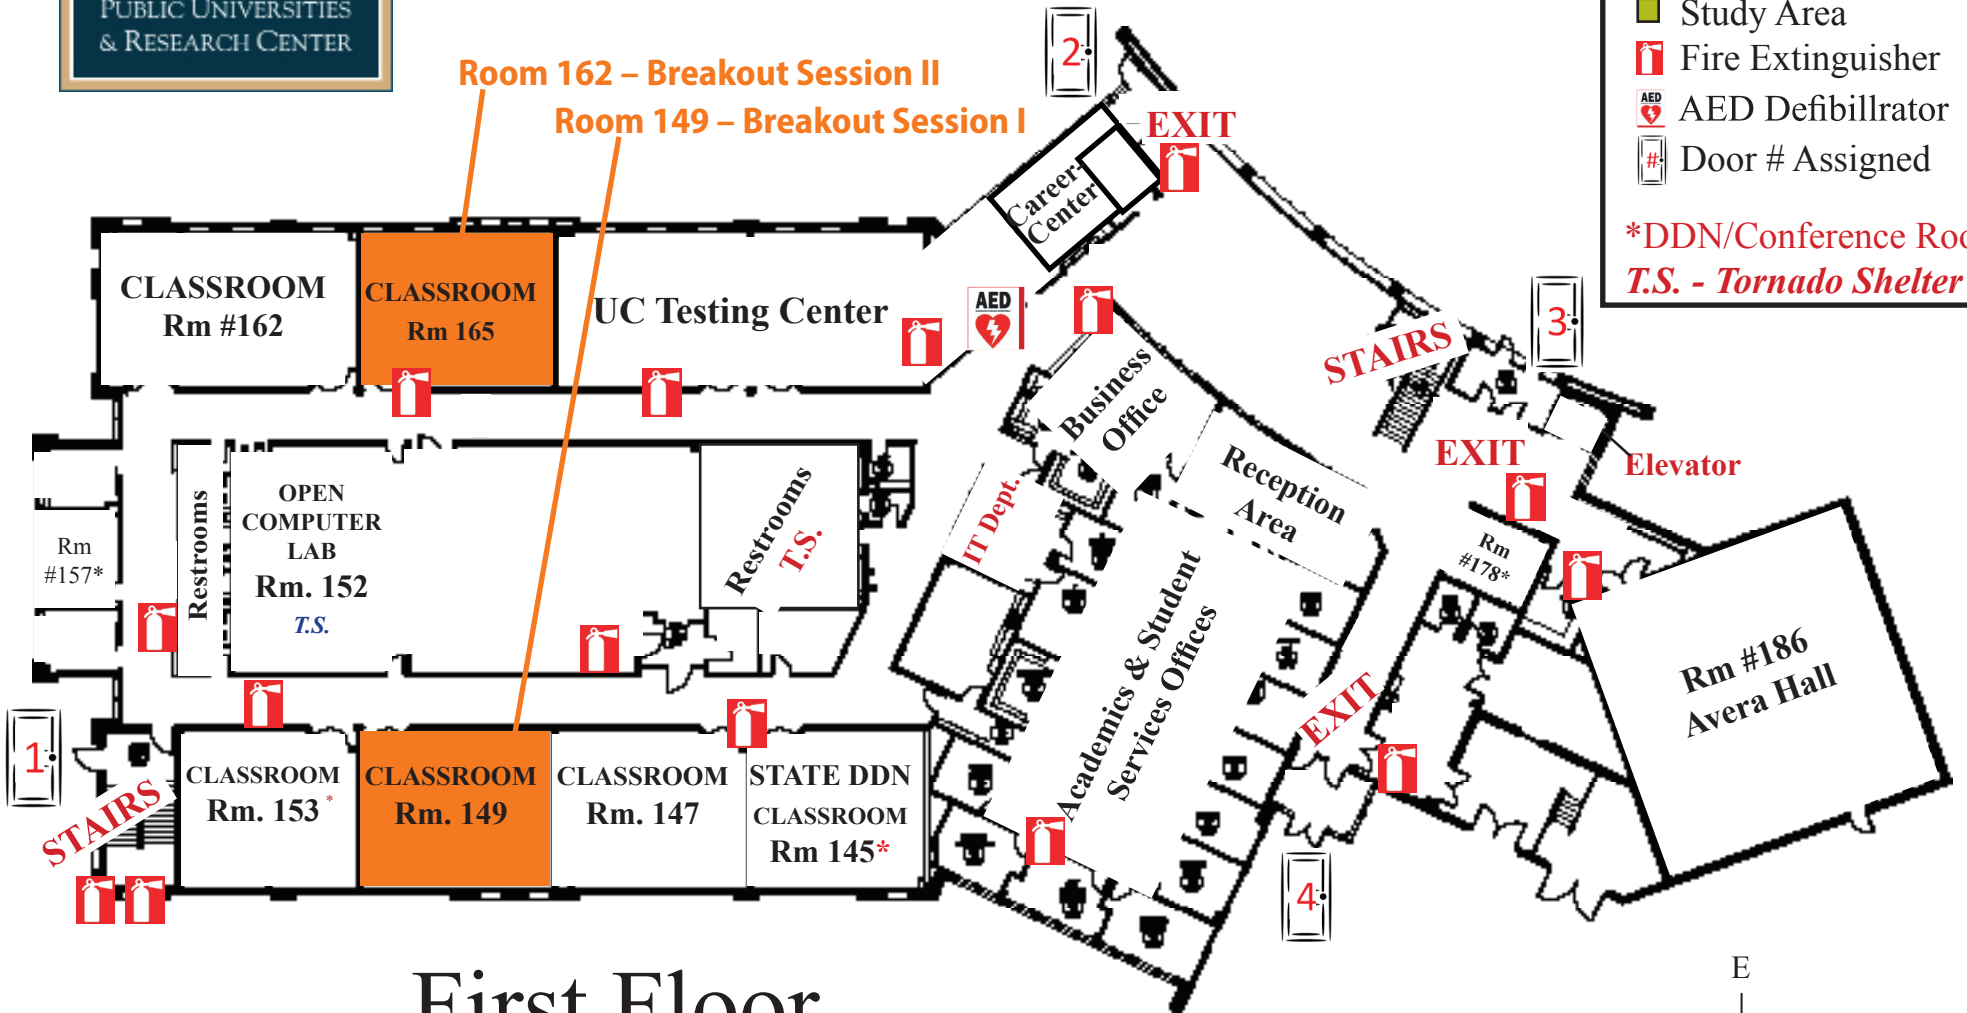 PUBLIC UNIVERSITIES
& RESEARCH CENTER
Room 162 – Breakout Session II
Room 149 – Breakout Session I
2
EXIT
Career
Center
Study Area
Fire Extinguisher
AED
AED Defibillrator
#
Door # Assigned
*DDN/Conference Roo
T.S. - Tornado Shelter
CLASSROOM
Rm #162
CLASSROOM
Rm 165
UC Testing Center
AED
3
STAIRS
Business
Office
EXIT
Elevator
Reception
Area
IT Dept.
Rm
#157*
Restrooms
OPEN
COMPUTER
LAB
Rm. 152
T.S.
Restrooms
T.S.
Rm
#178*
Academics & Student
Services Offices
EXIT
Rm #186
Avera Hall
1
STAIRS
CLASSROOM
Rm. 153*
CLASSROOM
Rm. 149
CLASSROOM
Rm. 147
STATE DDN
CLASSROOM
Rm 145*
4
First Floor
E